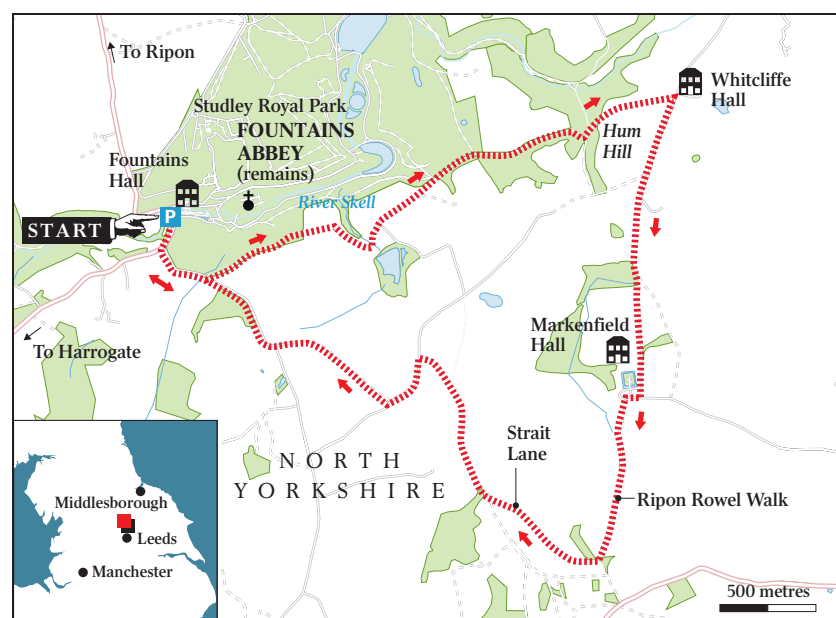 To Ripon
Studley Royal Park
FOUNTAINS
ABBEY
(remains)
Fountains
Hall
P
START
River Skell
Hum
Hill
Whitcliffe
Hall
To Harrogate
Markenfield
Hall
Strait
Lane
NORTH
YORKSHIRE
Ripon Rowel Walk
Middlesborough
Leeds
Manchester
500 metres